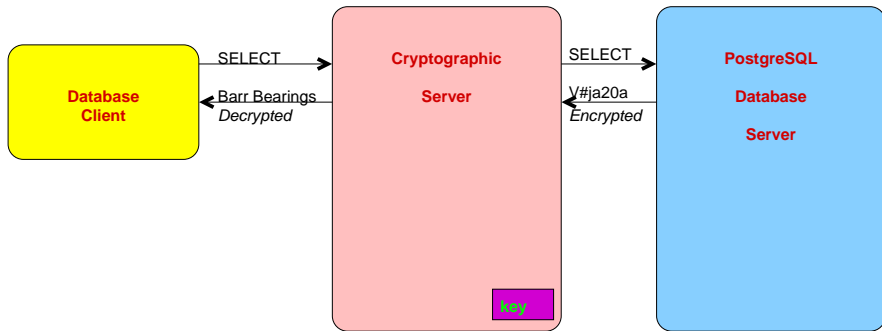 Database
Client
SELECT
Barr Bearings
Decrypted
Cryptographic
Server
key
SELECT
V#ja20a
Encrypted
PostgreSQL
Database
Server